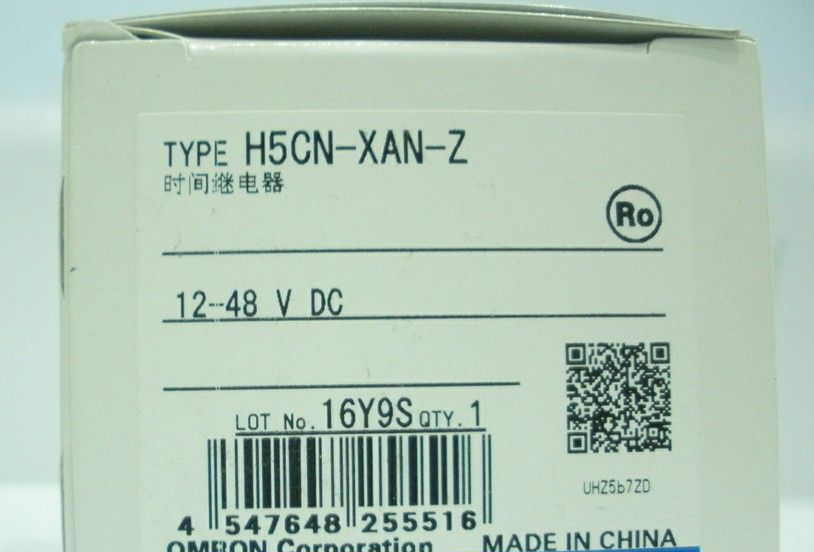 TYPE H5CN-XAN-Z
时间继电器
Ro
12--48 V DC
LOT No. 16Y9S QTY. 1
UHZ5b7ZD
4 547648 255516
OMRON Corporation MADE IN CHINA